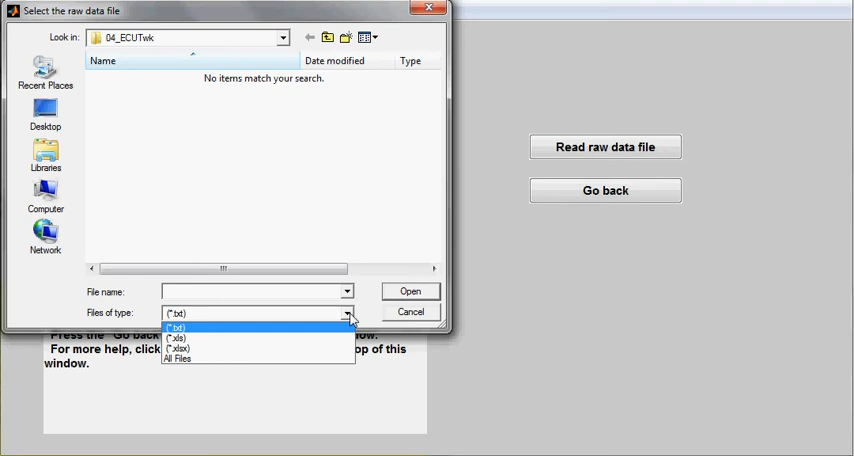 Select the raw data file
Look in: 04_ECUTwk
Name Date modified Type
No items match your search.
Recent Places
Desktop
Libraries
Computer
Network
File name: Open
Files of type: (*.txt) Cancel
(*.txt)
(*.xls)
(*.xlsx)
All Files
Read raw data file
Go back
Press the "Go back ow.
For more help, click op of this
window.